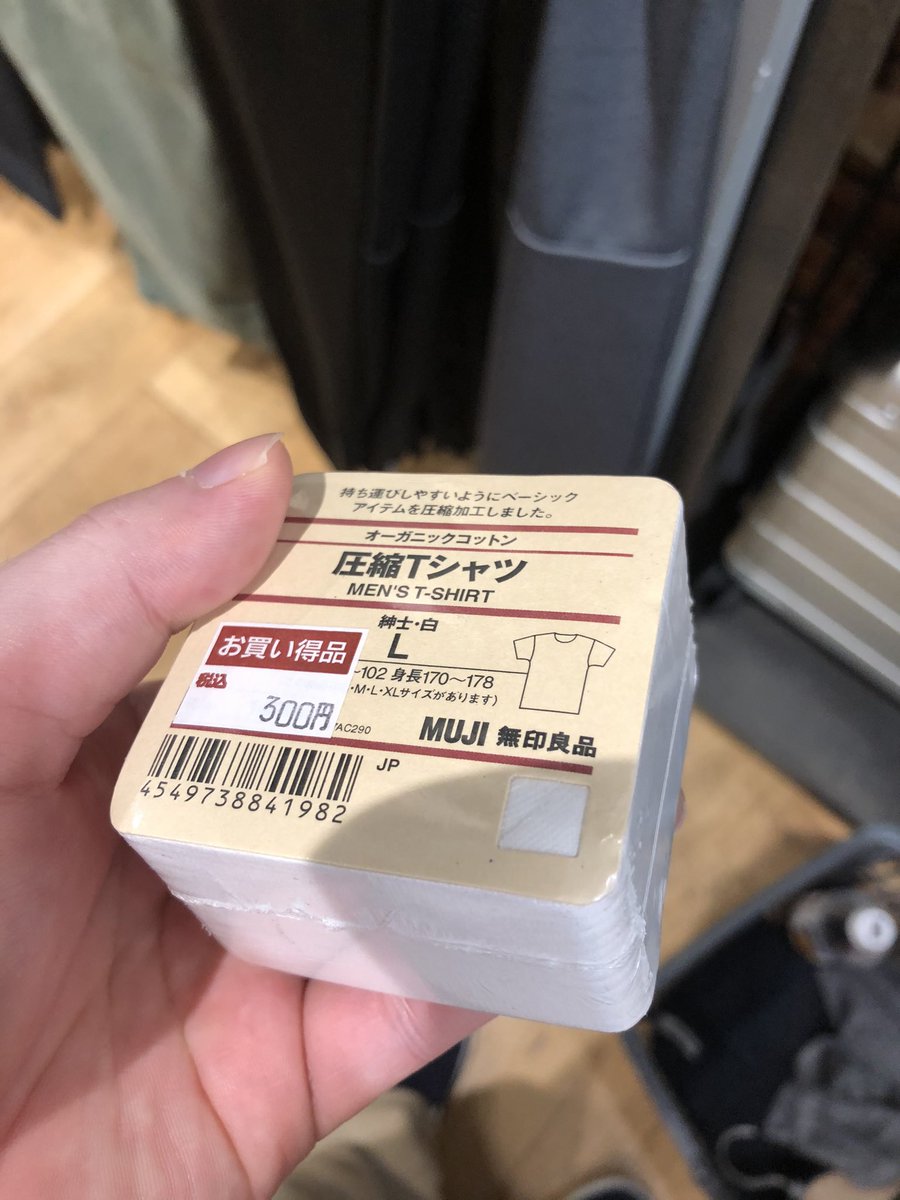 持ち運びしやすいようにベーシック
アイテムを圧縮加工しました。
オーガニックコットン
圧縮Tシャツ
MEN'S T-SHIRT
紳士・白
L
お買い得品
税込
300円
~102 身長170~178
・M・L・XLサイズがあります)
AC290
MUJI 無印良品
JP
4549738841982